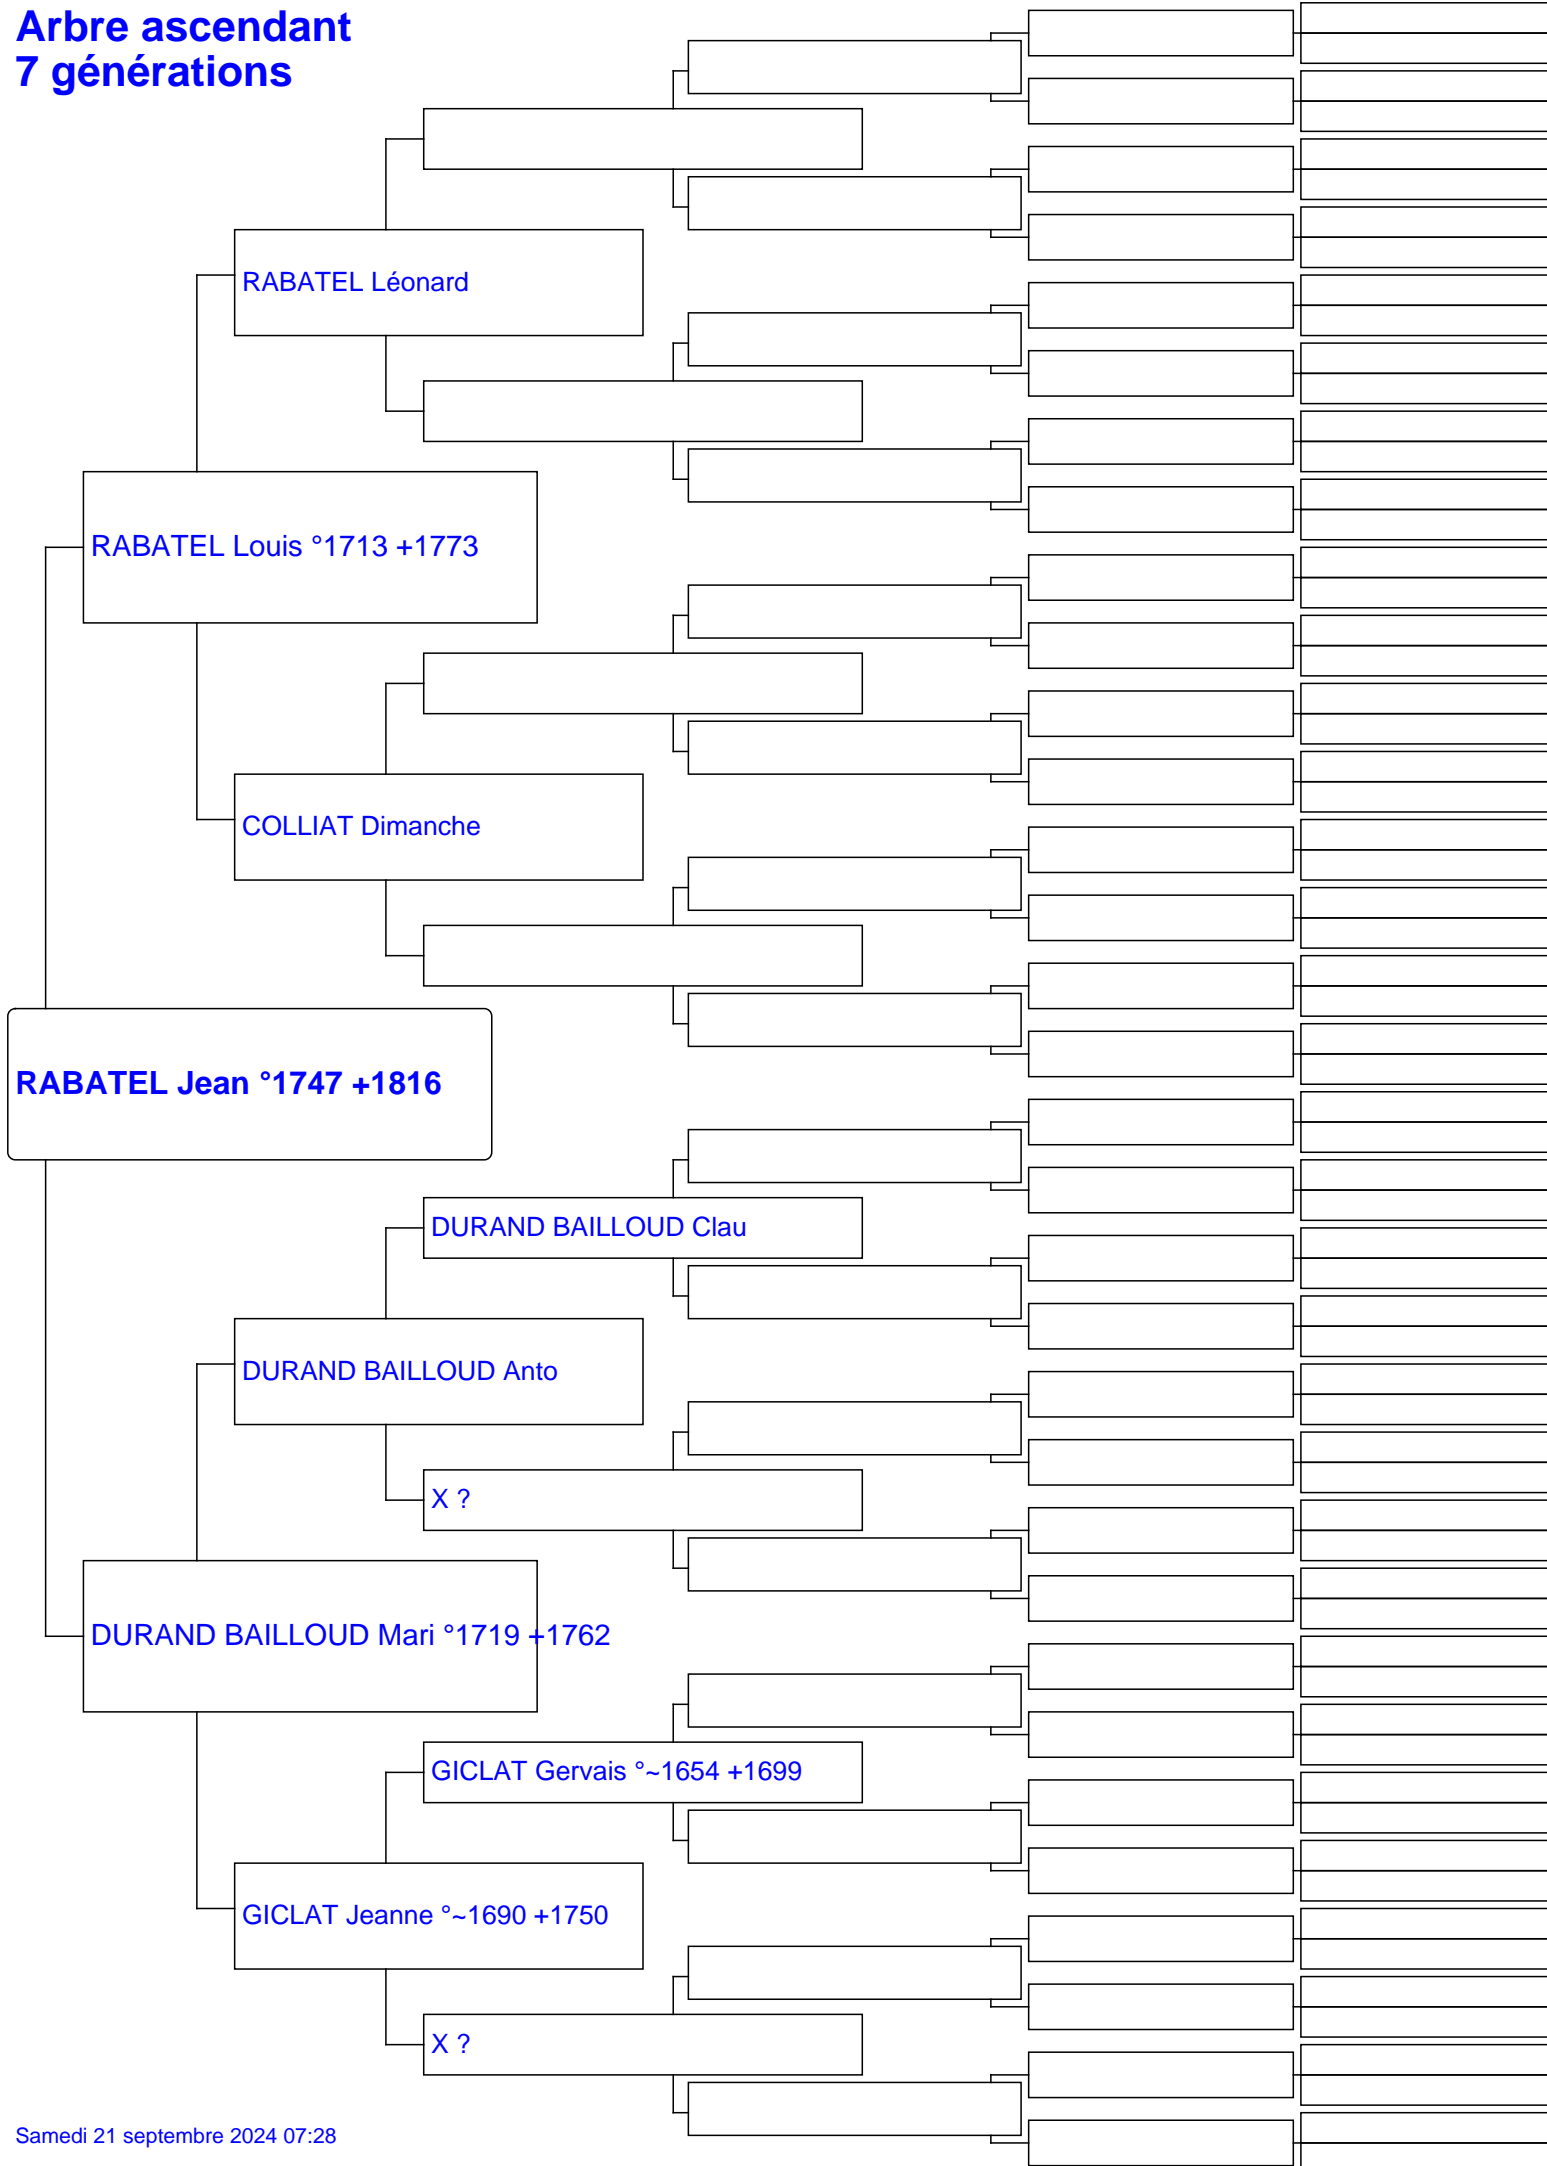 Arbre ascendant
7 générations
RABATEL Léonard
RABATEL Louis °1713 +1773
COLLIAT Dimanche
RABATEL Jean °1747 +1816
DURAND BAILLOUD Clau
DURAND BAILLOUD Anto
X ?
DURAND BAILLOUD Mari °1719 +1762
GICLAT Gervais °~1654 +1699
GICLAT Jeanne °~1690 +1750
X ?
Samedi 21 septembre 2024 07:28